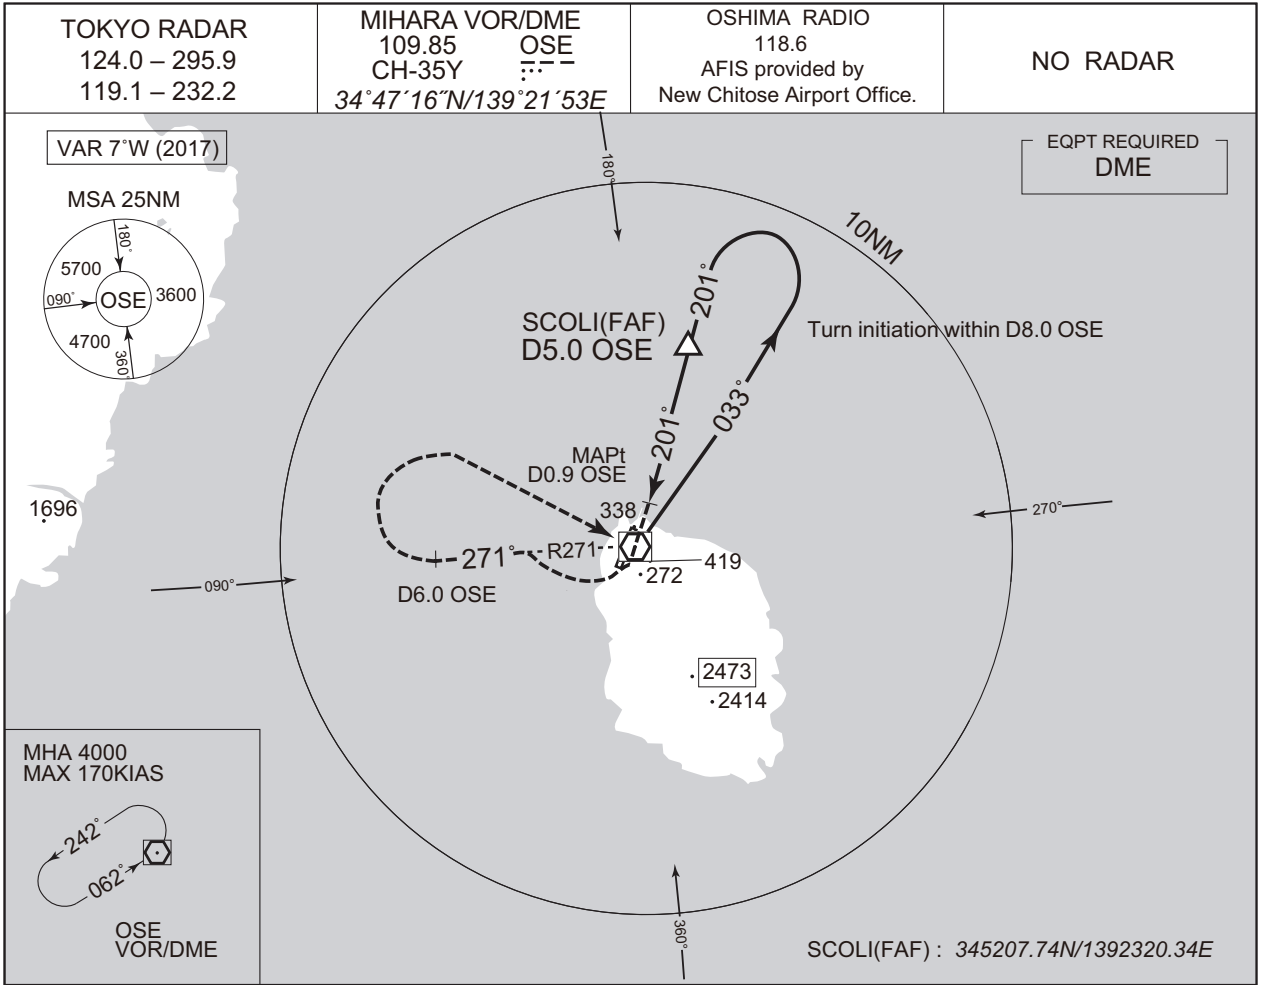 TOKYO RADAR
124.0 – 295.9
119.1 – 232.2
MIHARA VOR/DME
109.85 OSE
CH-35Y
34˚47´16˝N/139˚21´53E
OSHIMA RADIO
118.6
AFIS provided by
New Chitose Airport Office.
NO RADAR
VAR 7˚W (2017)
EQPT REQUIRED
DME
MSA 25NM
180˚
5700
090˚
OSE
3600
4700
360˚
180˚
10NM
201˚
SCOLI(FAF)
D5.0 OSE
Turn initiation within D8.0 OSE
033˚
201˚
MAPt
D0.9 OSE
1696
338
270˚
271˚
R271
419
272
090˚
D6.0 OSE
2473
2414
MHA 4000
MAX 170KIAS
242˚
062˚
OSE
VOR/DME
360˚
SCOLI(FAF) : 345207.74N/1392320.34E